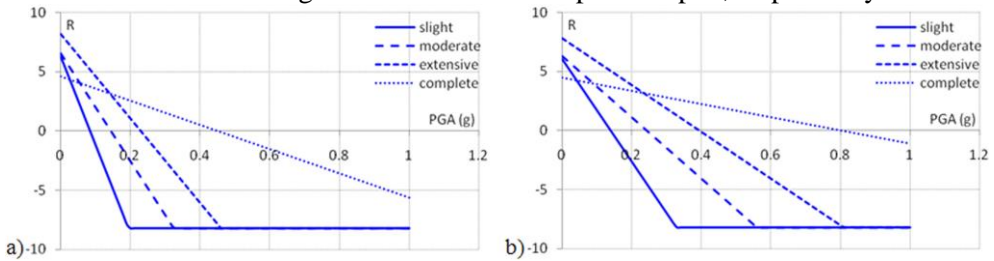 10 R slight
moderate
5 extensive
complete
PGA (g)
0
0 0.2 0.4 0.6 0.8 1 1.2
-5
a) -10
10 R slight
moderate
5 extensive
complete
PGA (g)
0
0 0.2 0.4 0.6 0.8 1 1.2
-5
b) -10